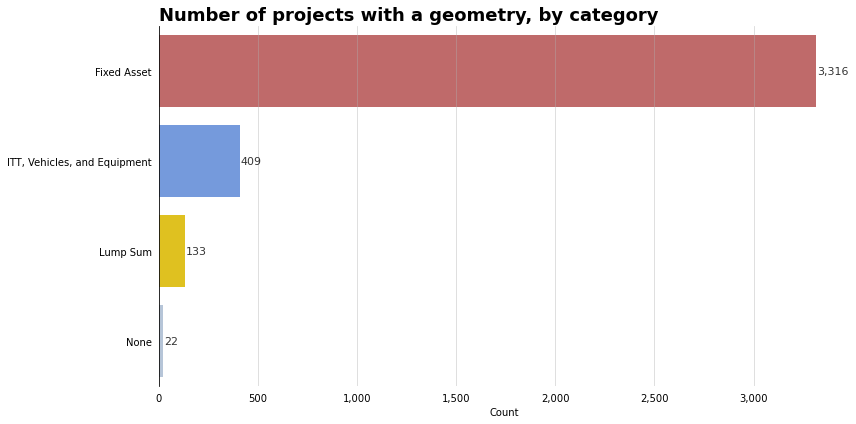 Number of projects with a geometry, by category
Fixed Asset
3,316
ITT, Vehicles, and Equipment
409
Lump Sum
133
None
22
0
500
1,000
1,500
2,000
2,500
3,000
Count